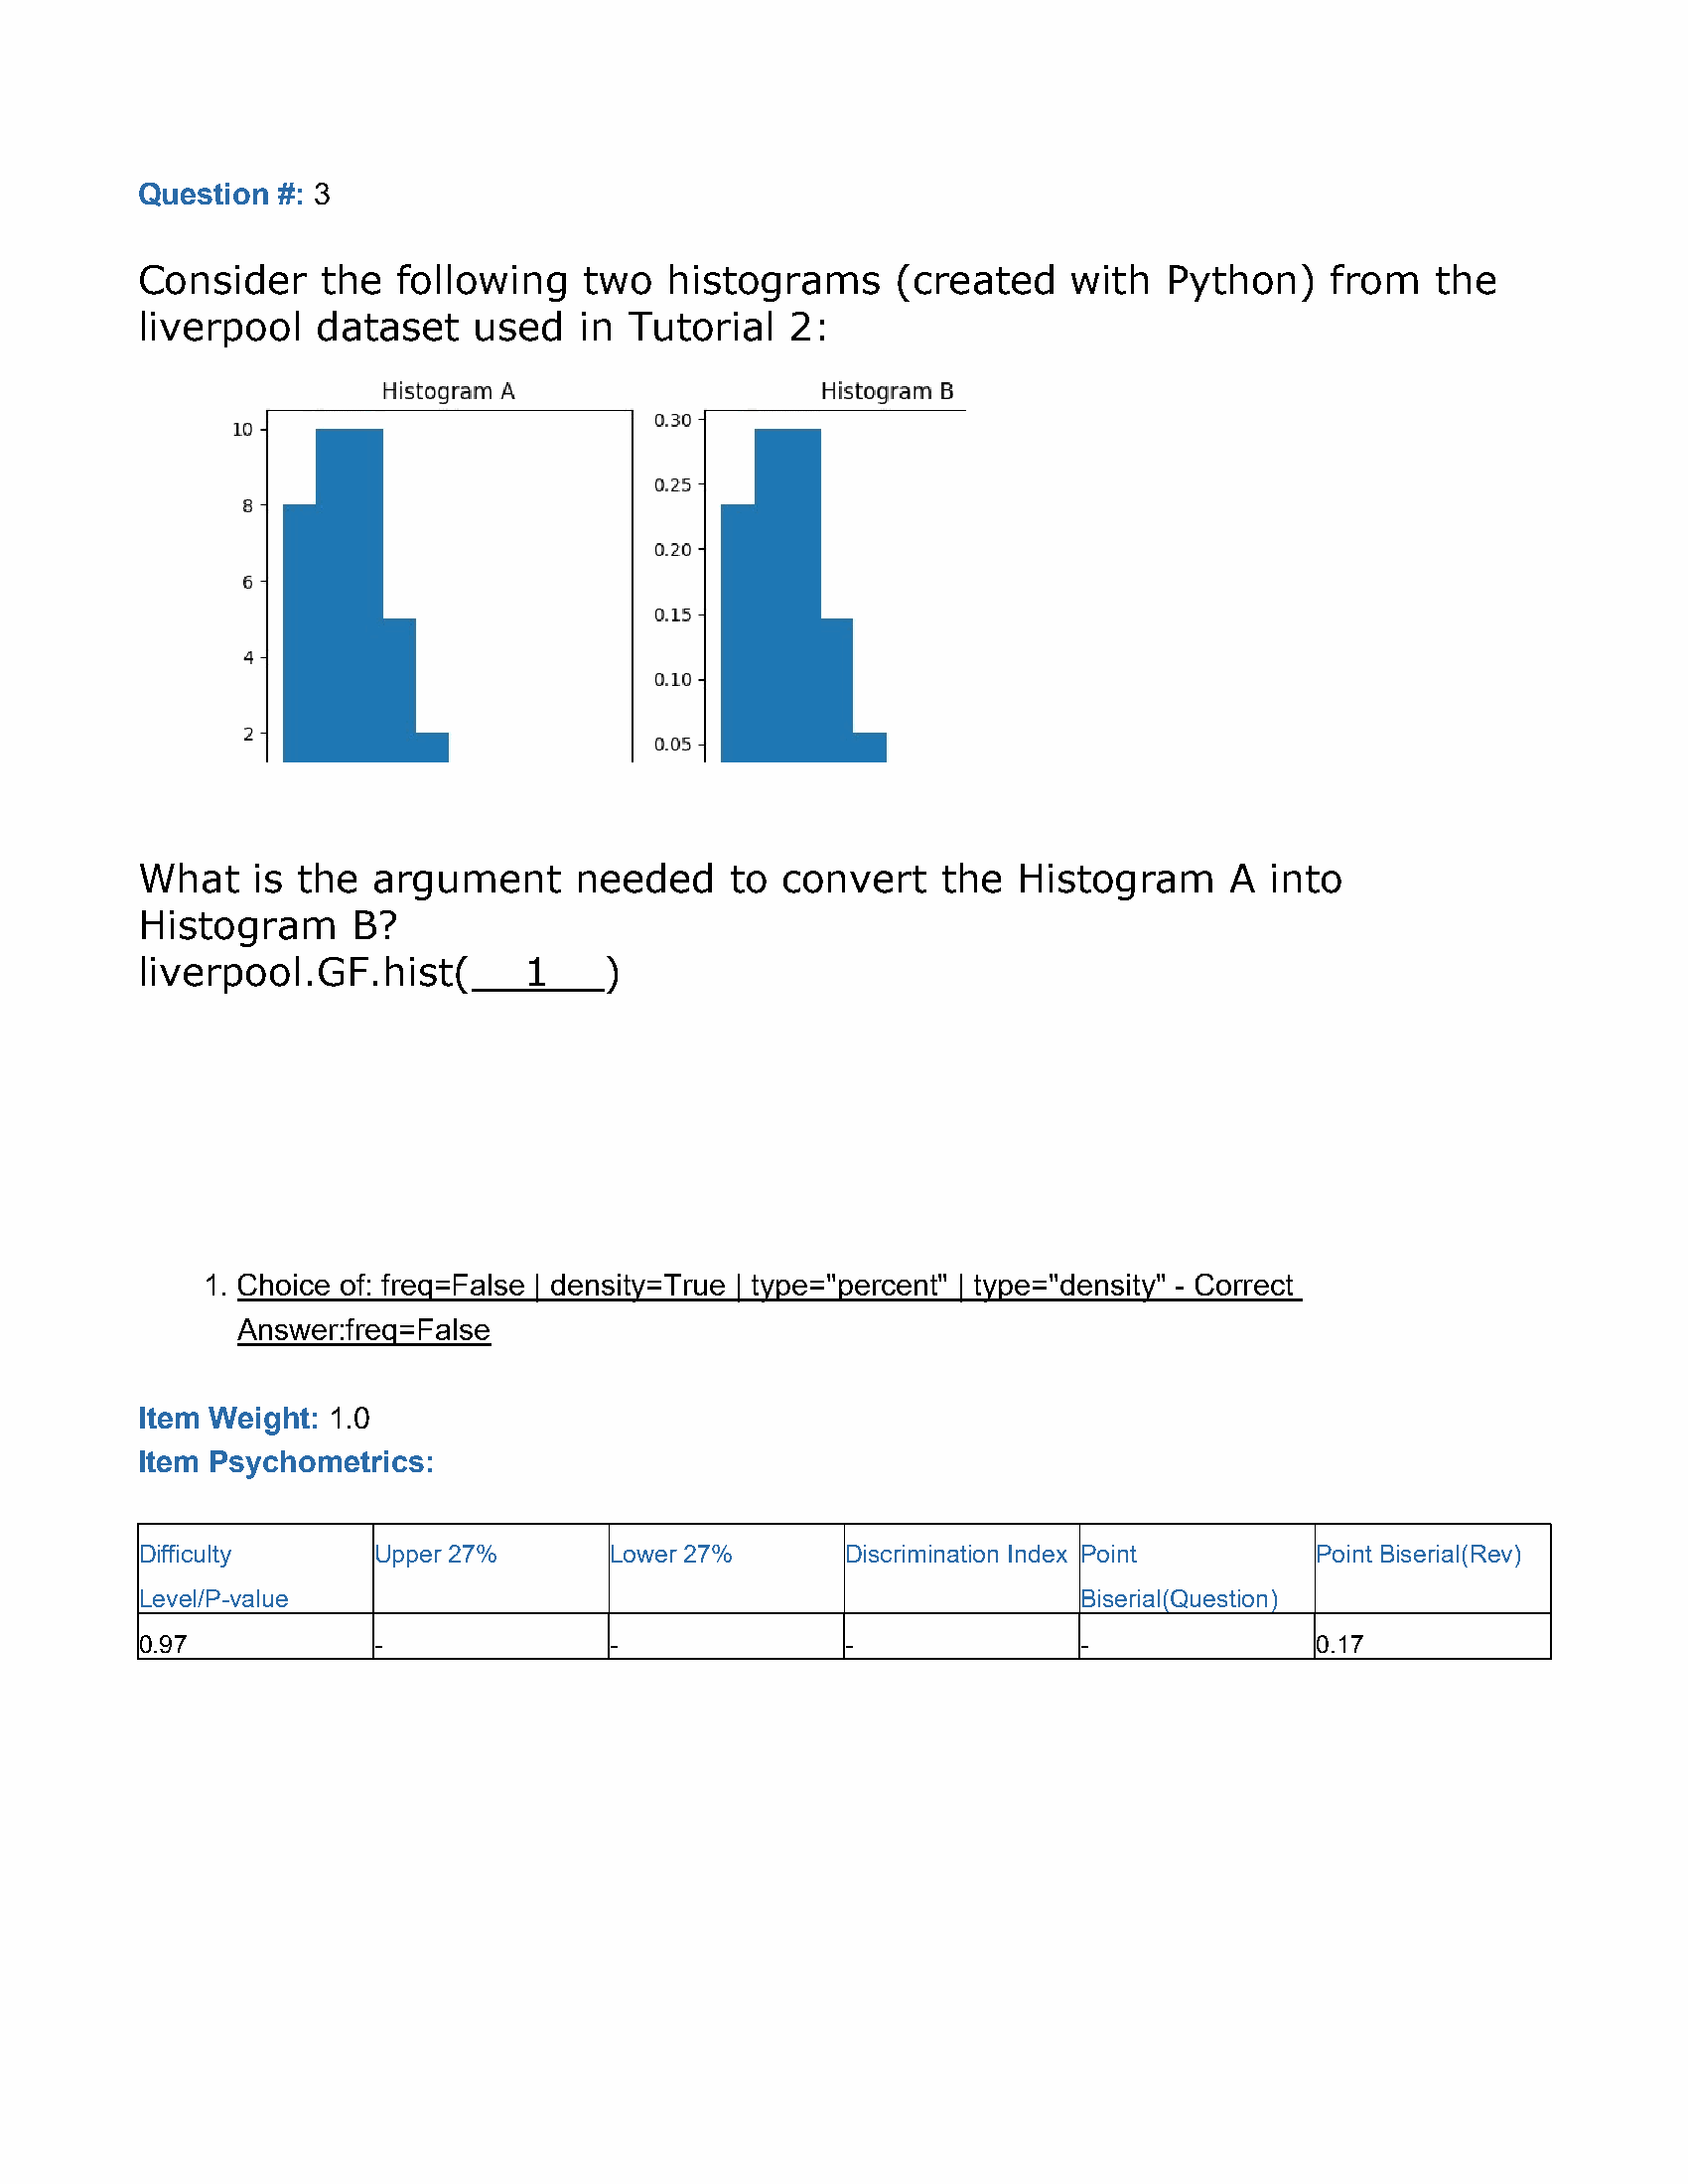 Question #: 3
Consider the following two histograms (created with Python) from the
liverpool dataset used in Tutorial 2:
Histogram A
10
8
6
4
2
Histogram B
0.30
0.25
0.20
0.15
0.10
0.05
What is the argument needed to convert the Histogram A into
Histogram B?
liverpool.GF.hist(__1__)
1. Choice of: freq=False | density=True | type="percent" | type="density" - Correct
Answer:freq=False
Item Weight: 1.0
Item Psychometrics:
Difficulty Level/P-value Upper 27% Lower 27% Discrimination Index Point Biserial(Question) Point Biserial(Rev)
0.97 - - - - 0.17